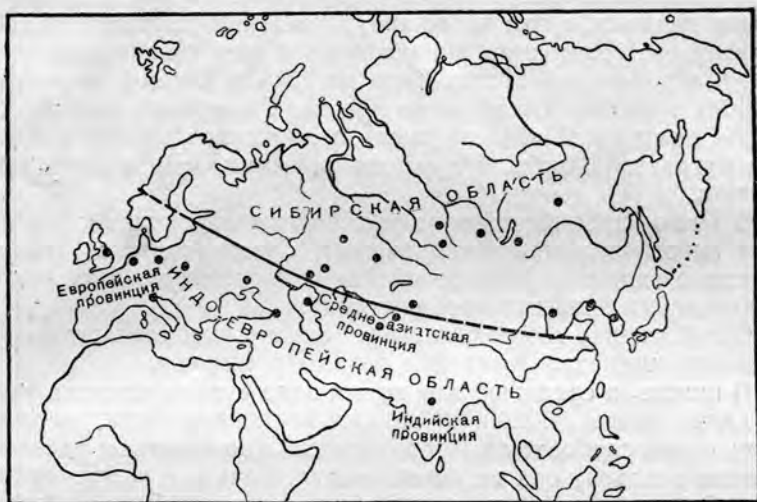 СИБИРСКАЯ ОБЛАСТЬ
Европейская
провинция
ИНДО-ЕВРОПЕЙСКАЯ ОБЛАСТЬ
Средне-азиатская
провинция
Индийская
провинция